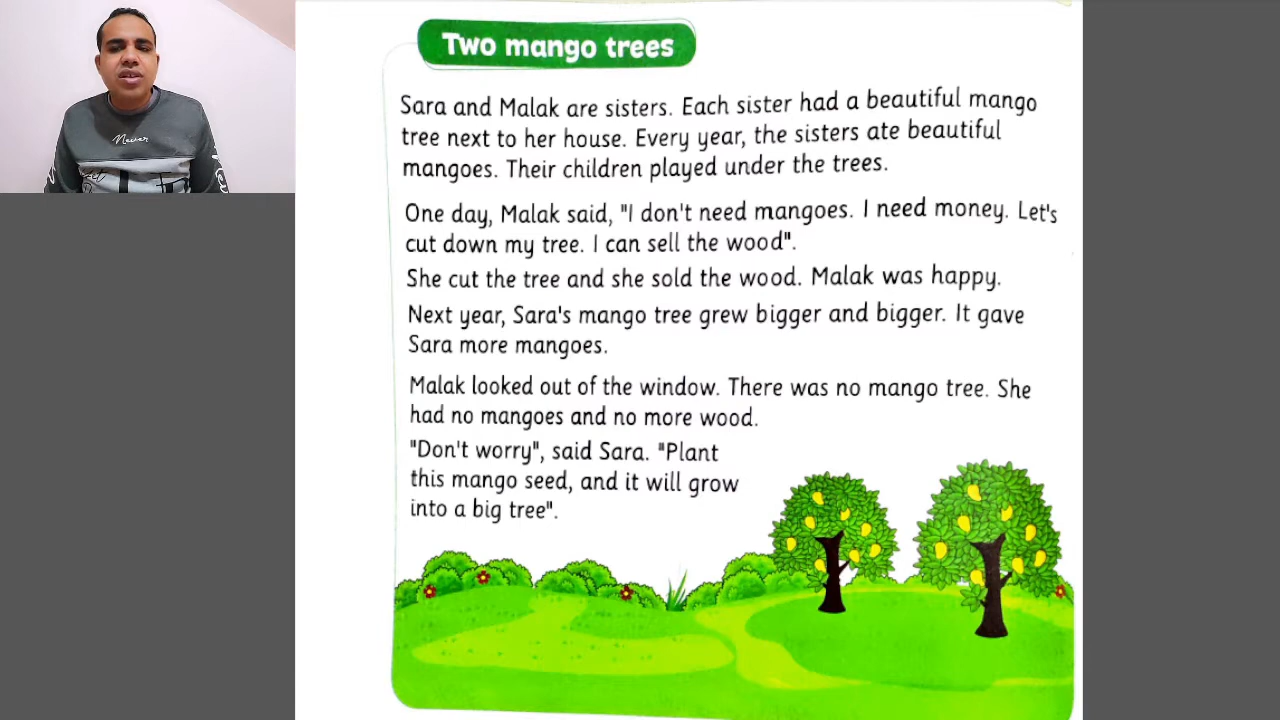 Two mango trees
Never
Sara and Malak are sisters. Each sister had a beautiful mango
tree next to her house. Every year, the sisters ate beautiful
mangoes. Their children played under the trees.
One day, Malak said, "I don't need mangoes. I need money. Let's
cut down my tree. I can sell the wood".
She cut the tree and she sold the wood. Malak was happy.
Next year, Sara's mango tree grew bigger and bigger. It gave
Sara more mangoes.
Malak looked out of the window. There was no mango tree. She
had no mangoes and no more wood.
"Don't worry", said Sara. "Plant
this mango seed, and it will grow
into a big tree".